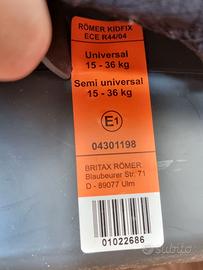 RÖMER KIDFIX
ECE R44/04
Universal
15 - 36 kg
Semi universal
15 - 36 kg
E1
04301198
BRITAX RÖMER
Blaubeurer Str. 71
D - 89077 Ulm
01022686
subito